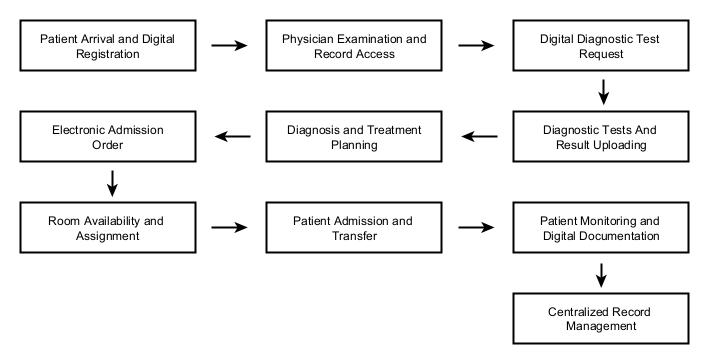 Patient Arrival and Digital
Registration
Physician Examination and
Record Access
Digital Diagnostic Test
Request
Diagnostic Tests And
Result Uploading
Diagnosis and Treatment
Planning
Electronic Admission
Order
Room Availability and
Assignment
Patient Admission and
Transfer
Patient Monitoring and
Digital Documentation
Centralized Record
Management